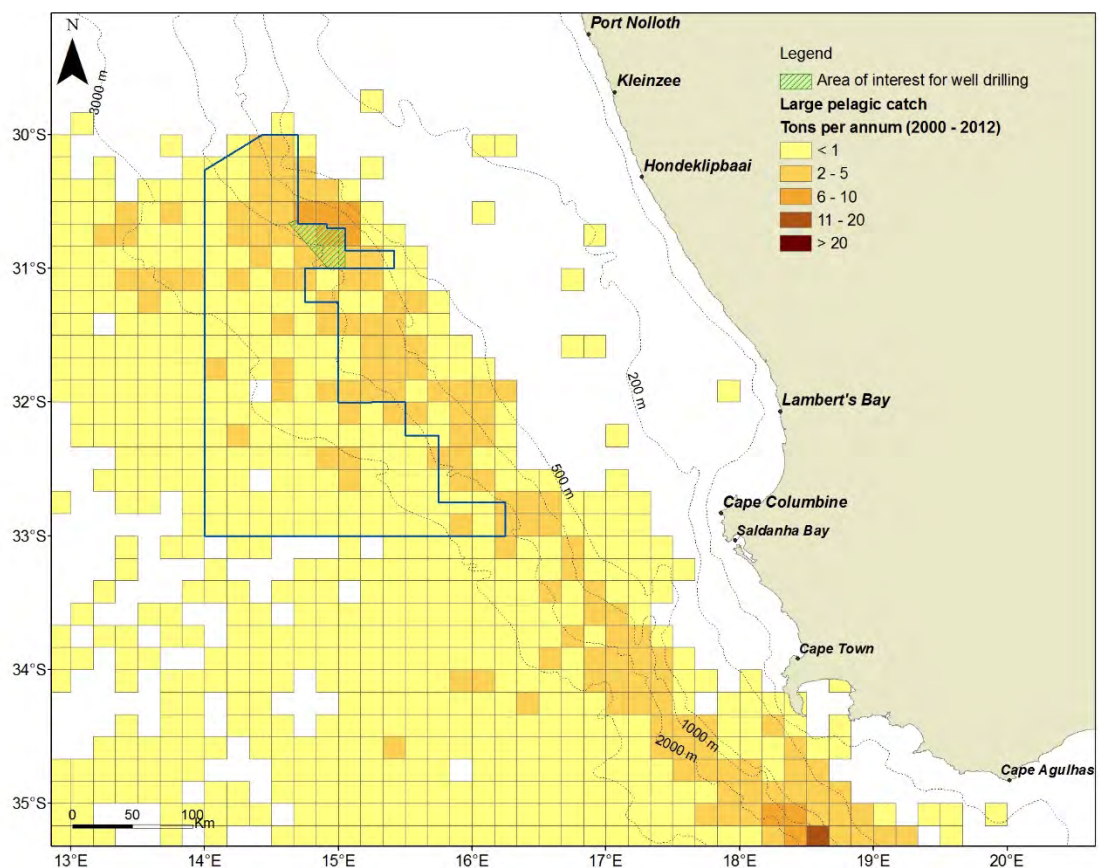 N
Port Nolloth
Kleinzee
Hondeklipbaai
Lambert's Bay
Cape Columbine
Saldanha Bay
Cape Town
Cape Agulhas
Legend
Area of interest for well drilling
Large pelagic catch
Tons per annum (2000 - 2012)
< 1
2 - 5
6 - 10
11 - 20
> 20
3000 m
200 m
500 m
1000 m
2000 m
30°S
31°S
32°S
33°S
34°S
35°S
0 50 100
Km
13°E 14°E 15°E 16°E 17°E 18°E 19°E 20°E